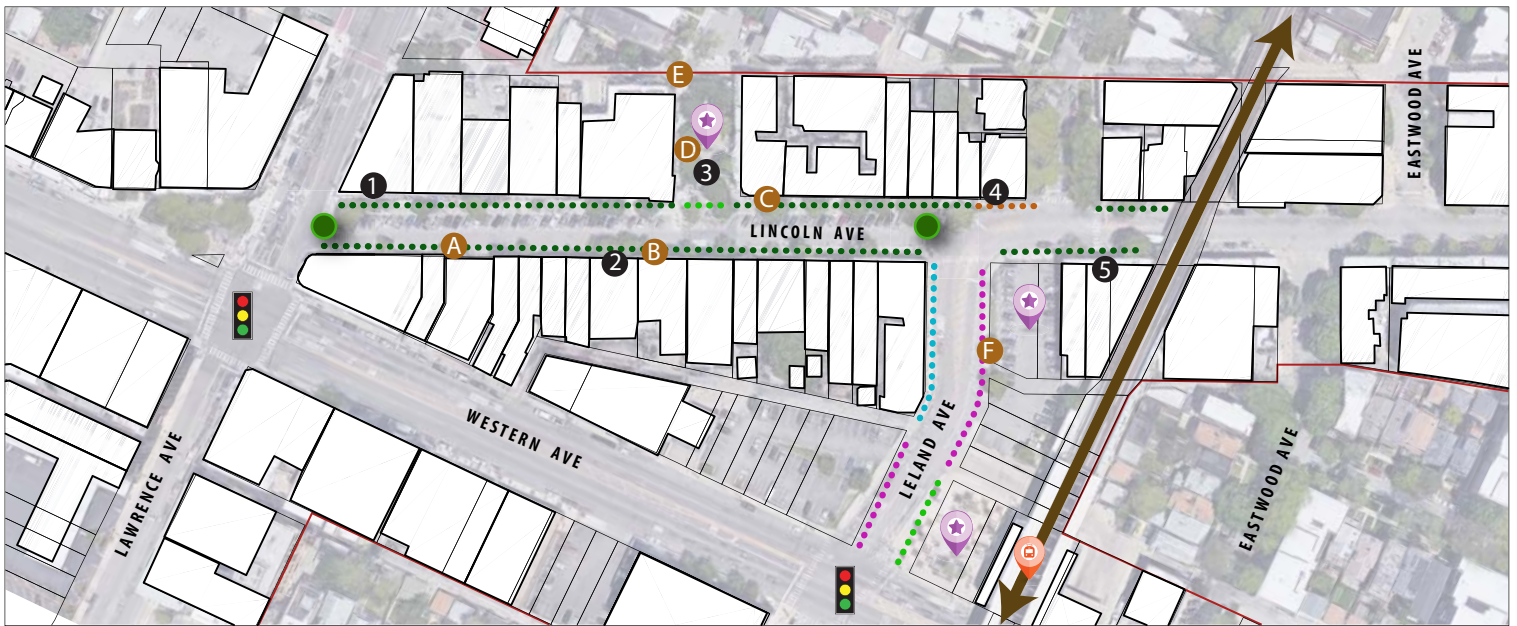 E
EASTWOOD AVE
D
3
1
4
C
LINCOLN AVE
A
B
2
5
F
WESTERN AVE
LELAND AVE
LAWRENCE AVE
EASTWOOD AVE